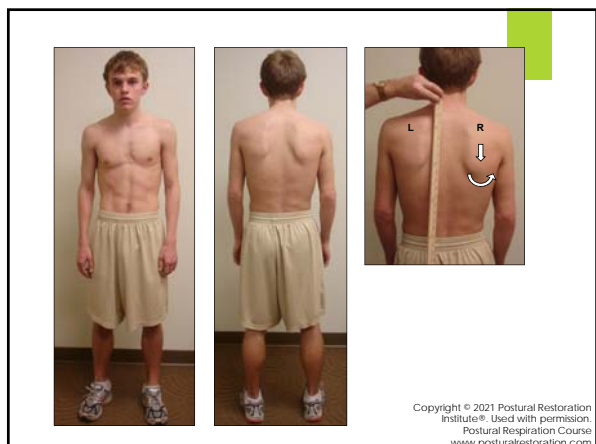 L
R
Copyright © 2021 Postural Restoration
Institute®. Used with permission.
Postural Respiration Course
www.posturalrestoration.com